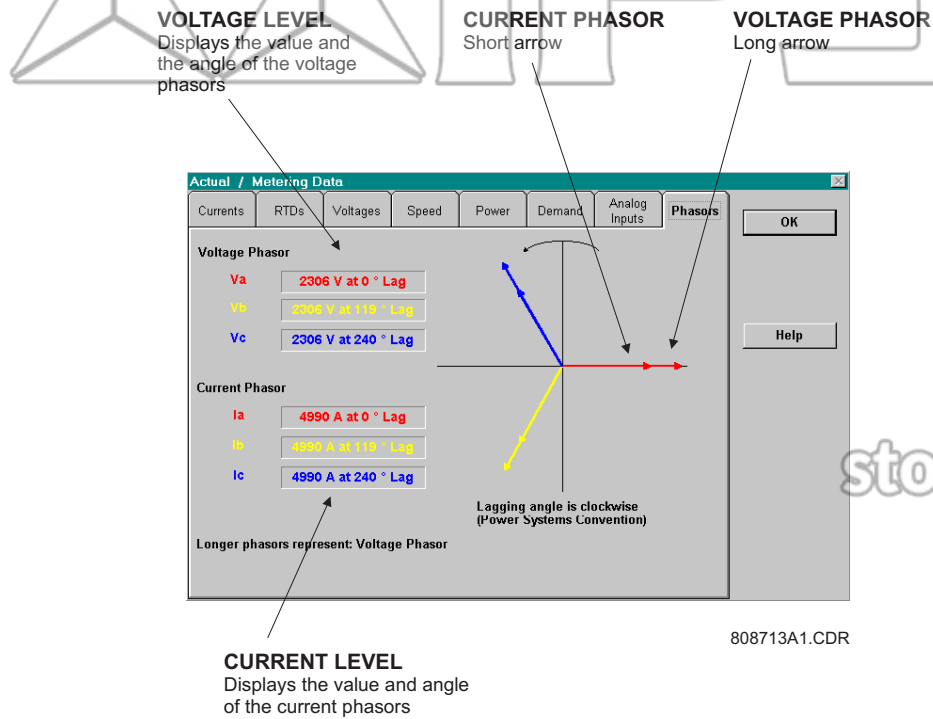 VOLTAGE LEVEL
Displays the value and
the angle of the voltage
phasors
CURRENT PHASOR
Short arrow
VOLTAGE PHASOR
Long arrow
Actual / Metering Data
Currents
RTDs
Voltages
Speed
Power
Demand
Analog
Inputs
Phasors
OK
Help
Voltage Phasor
Va 2306 V at 0 ° Lag
Vb 2306 V at 119 ° Lag
Vc 2306 V at 240 ° Lag
Current Phasor
Ia 4990 A at 0 ° Lag
Ib 4990 A at 119 ° Lag
Ic 4990 A at 240 ° Lag
Lagging angle is clockwise
(Power Systems Convention)
Longer phasors represent: Voltage Phasor
808713A1.CDR
CURRENT LEVEL
Displays the value and angle
of the current phasors